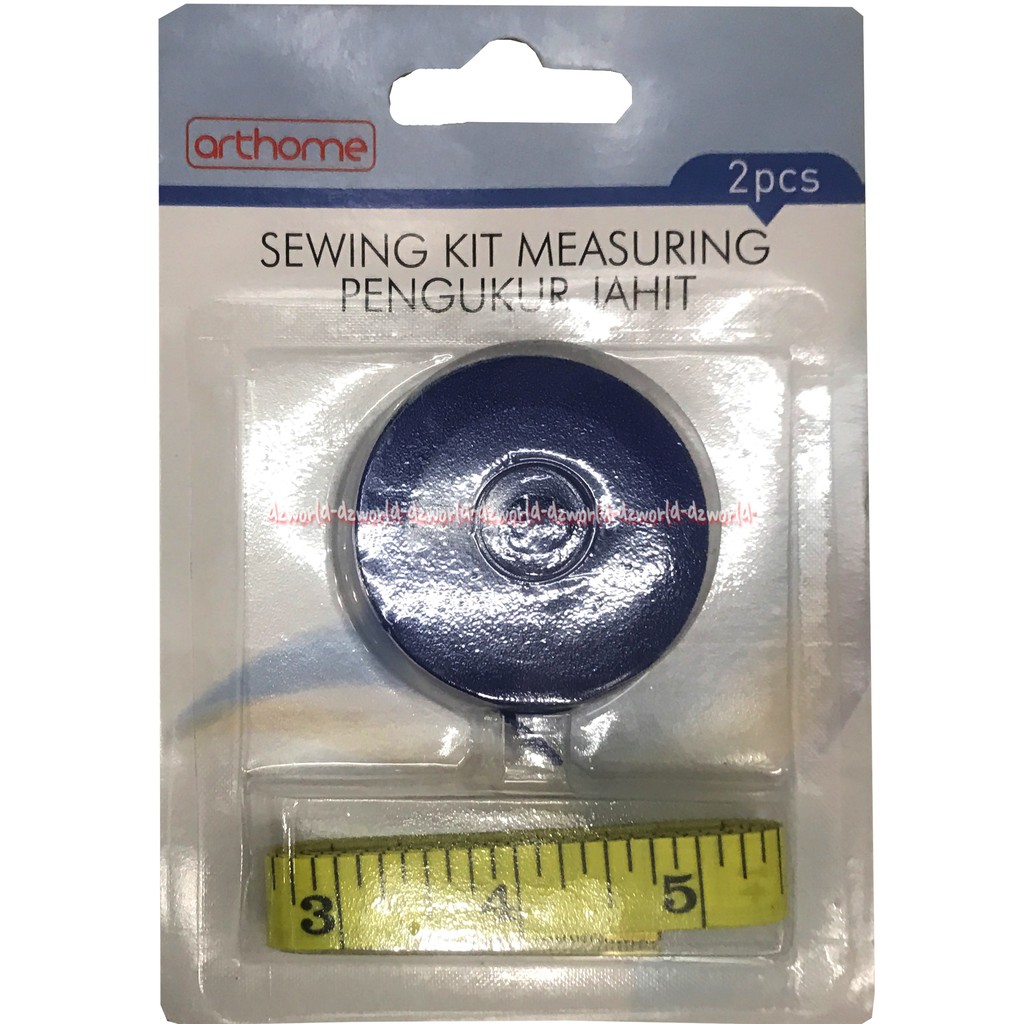 arthome
2pcs
SEWING KIT MEASURING
PENGUKUR JAHIT
dzworld-dzworld-dzworld-dzworld-dzworld-dzworld-dzworld-
3 4 5